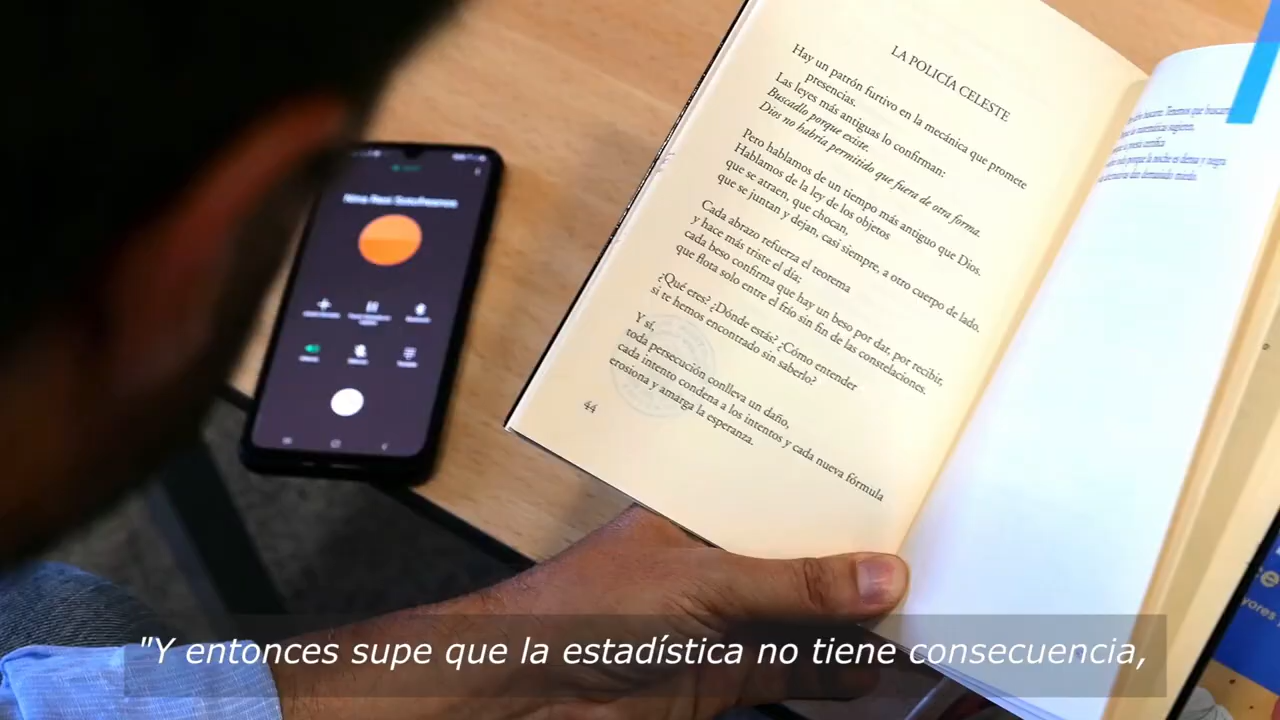 LA POLICÍA CELESTE
Hay un patrón furtivo en la mecánica que promete
presencias.
Las leyes más antiguas lo confirman:
Buscadlo porque existe.
Dios no habría permitido que fuera de otra forma.
Pero hablamos de un tiempo más antiguo que Dios.
Hablamos de la ley de los objetos
que se atraen, que chocan,
que se juntan y dejan, casi siempre, a otro cuerpo de lado.
Cada abrazo refuerza el teorema
y hace más triste el día;
cada beso confirma que hay un beso por dar, por recibir,
que flota solo entre el frío sin fin de las constelaciones.
¿Qué eres? ¿Dónde estás? ¿Cómo entender
si te hemos encontrado sin saberlo?
Y sí,
toda persecución conlleva un daño,
cada intento condena a los intentos y cada nueva fórmula
erosiona y amarga la esperanza.
44
"Y entonces supe que la estadística no tiene consecuencia,